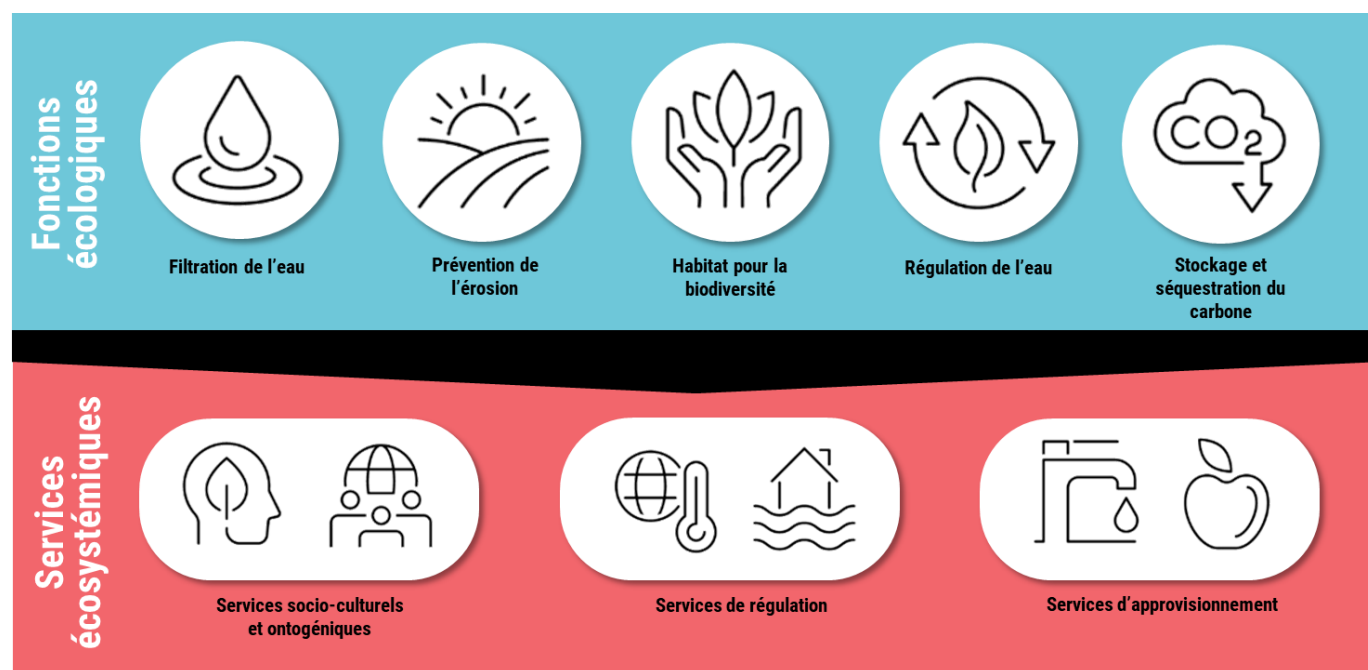 Fonctions
écologiques
CO2
Filtration de l'eau
Prévention de
l'érosion
Habitat pour la
biodiversité
Régulation de l'eau
Stockage et
séquestration du
carbone
Services
écosystémiques
Services socio-culturels
et ontogéniques
Services de régulation
Services d'approvisionnement